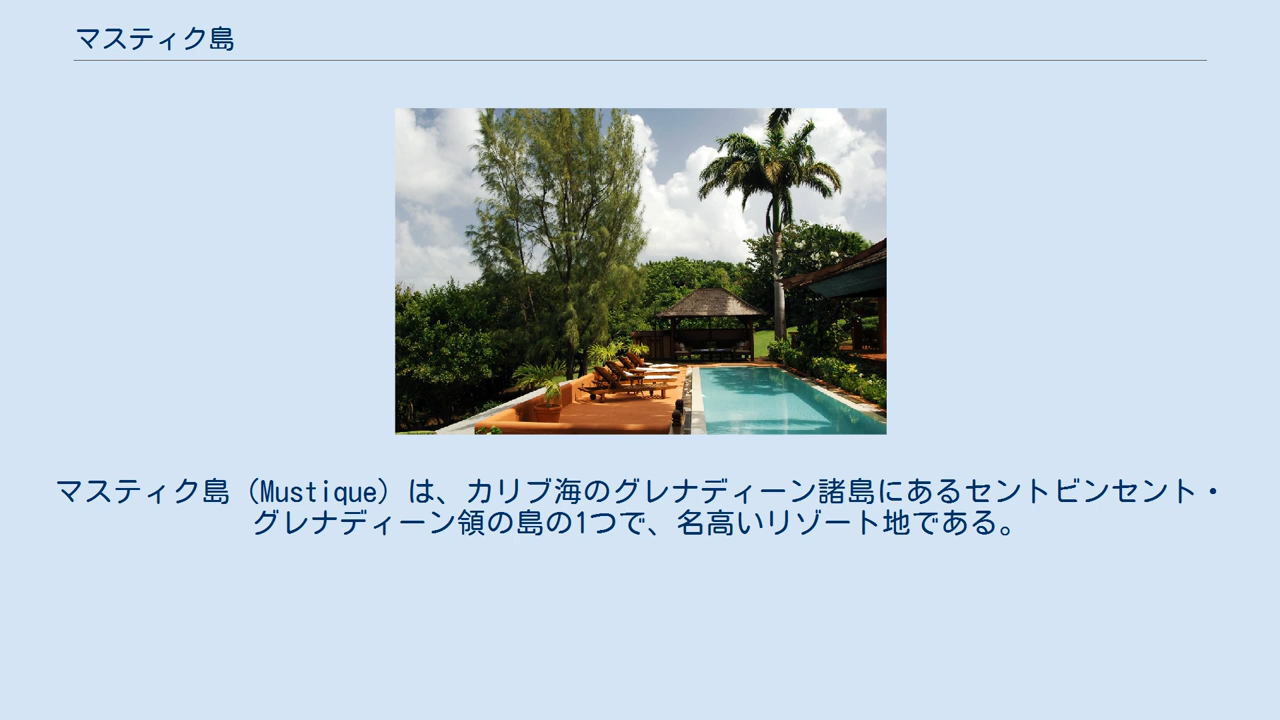 マスティク島
マスティク島（Mustique）は、カリブ海のグレナディーン諸島にあるセントビンセント・
グレナディーン領の島の1つで、名高いリゾート地である。